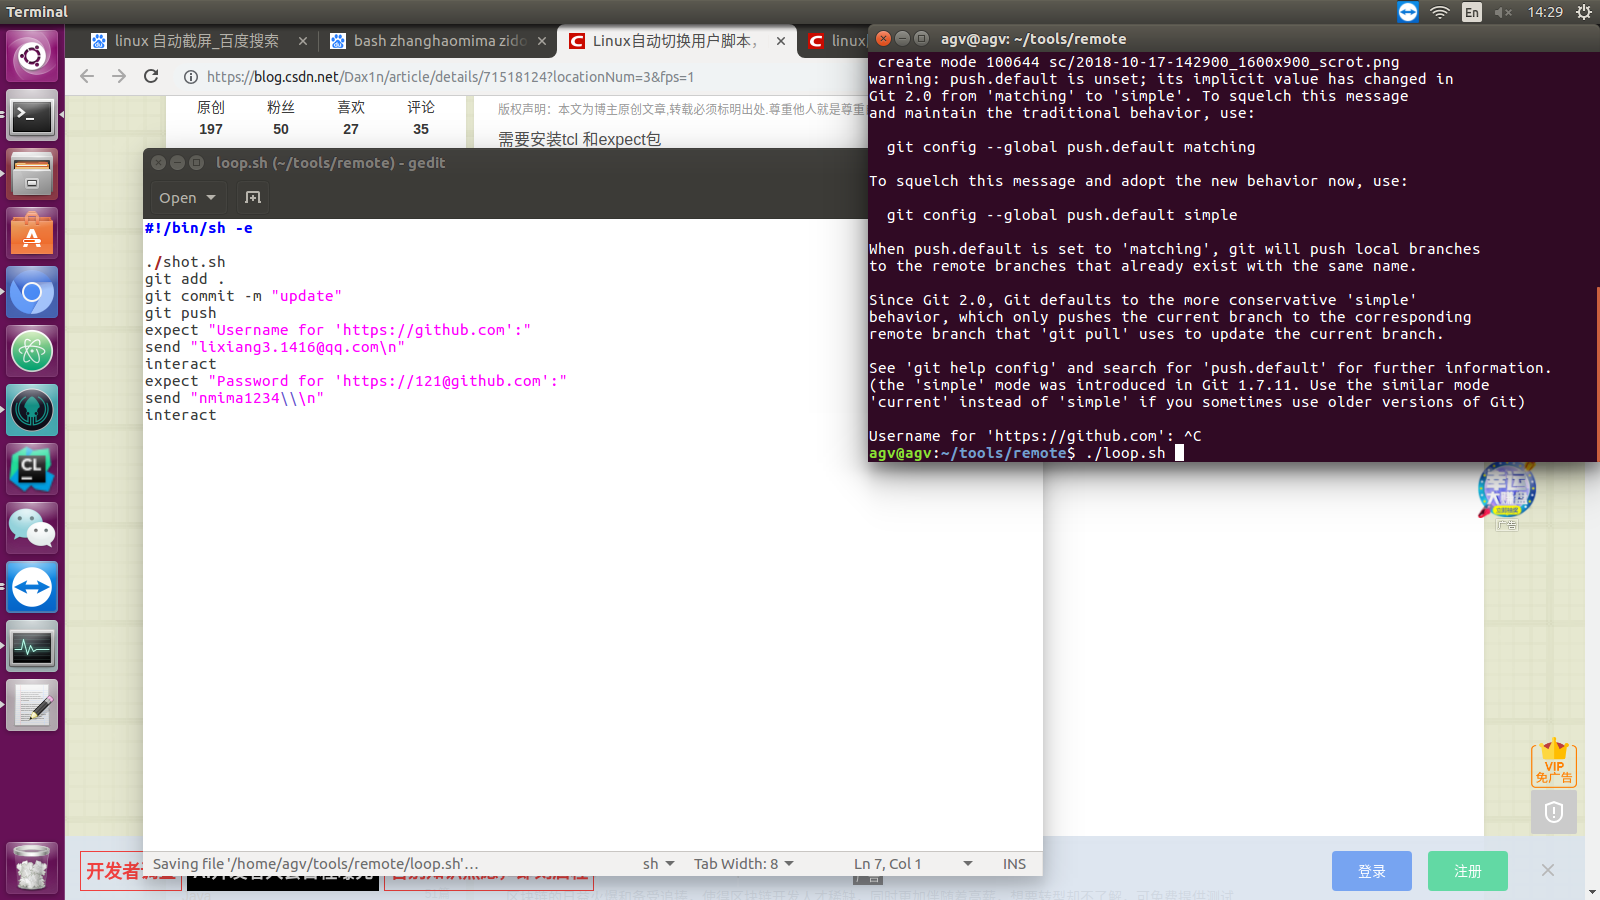 Terminal
En
14:29
linux 自动截屏_百度搜索
bash zhanghaomima zido
Linux自动切换用户脚本，
linux
https://blog.csdn.net/Dax1n/article/details/71518124?locationNum=3&fps=1
原创 粉丝 喜欢 评论
197 50 27 35
版权声明：本文为博主原创文章,转载必须标明出处.尊重他人就是尊重
需要安装tcl 和expect包
loop.sh (~/tools/remote) - gedit
Open
#!/bin/sh -e
./shot.sh
git add .
git commit -m "update"
git push
expect "Username for 'https://github.com':"
send "lixiang3.1416@qq.com\n"
interact
expect "Password for 'https://121@github.com':"
send "nmima1234\\\n"
interact
Saving file '/home/agv/tools/remote/loop.sh'…
sh
Tab Width: 8
Ln 7, Col 1
INS
agv@agv: ~/tools/remote
create mode 100644 sc/2018-10-17-142900_1600x900_scrot.png
warning: push.default is unset; its implicit value has changed in
Git 2.0 from 'matching' to 'simple'. To squelch this message
and maintain the traditional behavior, use:
git config --global push.default matching
To squelch this message and adopt the new behavior now, use:
git config --global push.default simple
When push.default is set to 'matching', git will push local branches
to the remote branches that already exist with the same name.
Since Git 2.0, Git defaults to the more conservative 'simple'
behavior, which only pushes the current branch to the corresponding
remote branch that 'git pull' uses to update the current branch.
See 'git help config' and search for 'push.default' for further information.
(the 'simple' mode was introduced in Git 1.7.11. Use the similar mode
'current' instead of 'simple' if you sometimes use older versions of Git)
Username for 'https://github.com': ^C
agv@agv:~/tools/remote$ ./loop.sh
幸运
广告
VIP
免广告
开发者
登录
注册
广告